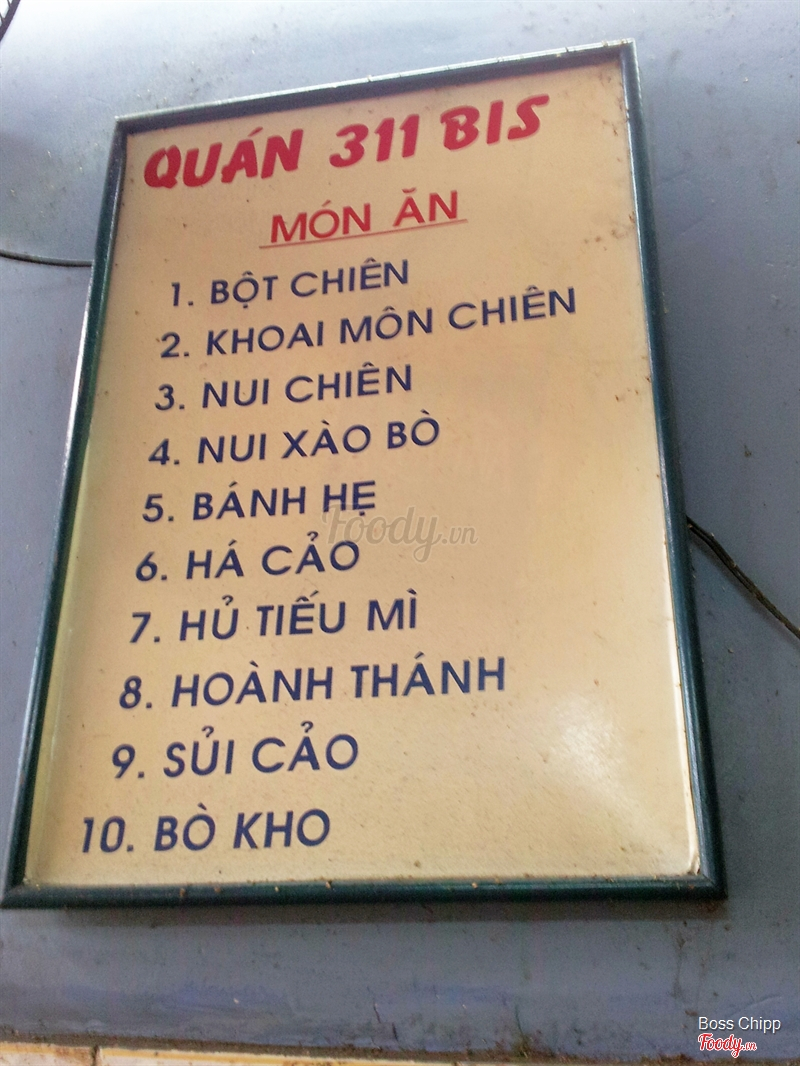 QUÁN 311 BIS
MÓN ĂN
1. BỘT CHIÊN
2. KHOAI MÔN CHIÊN
3. NUI CHIÊN
4. NUI XÀO BÒ
5. BÁNH HẸ
Foody.vn
6. HÁ CẢO
7. HỦ TIẾU MÌ
8. HOÀNH THÁNH
9. SỦI CẢO
10. BÒ KHO
Boss Chipp
Foody.vn